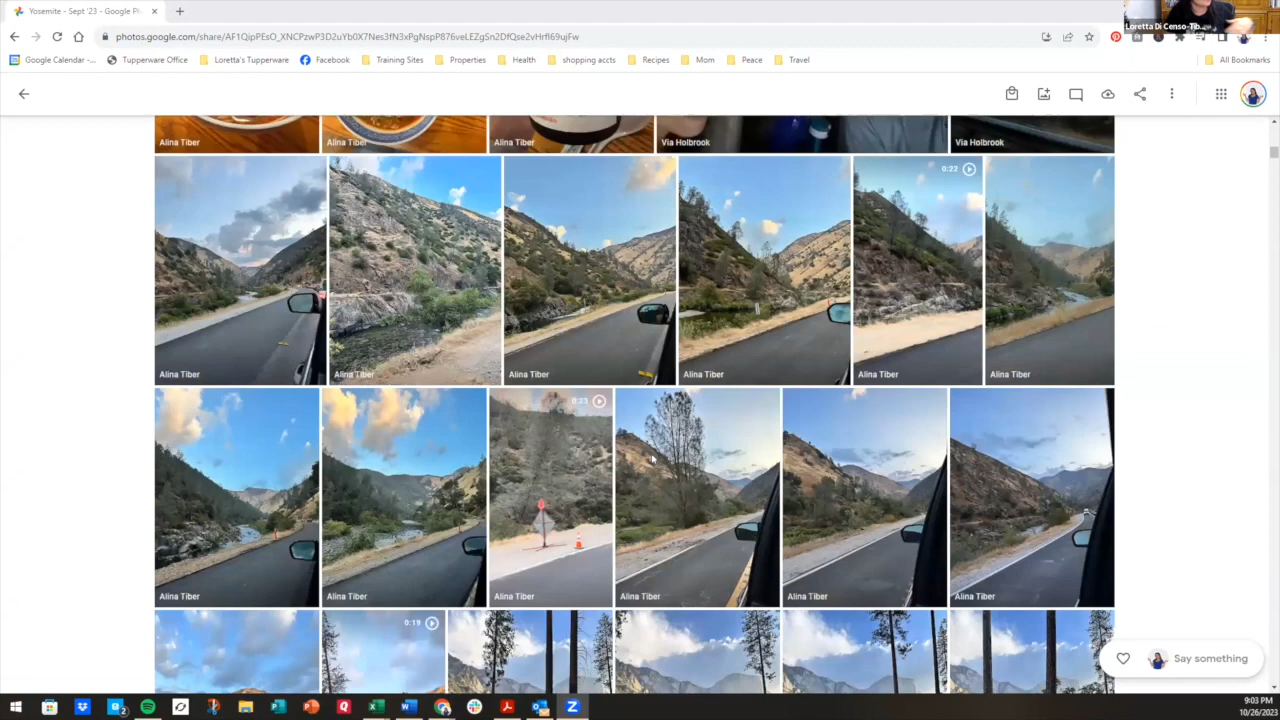 Yosemite - Sept '23 - Google Ph
Loretta Di Censo-Tip...
photos.google.com/share/AF1QipPEsO_XNCPzwP3D2uYb0X7Nes3fN3xPgNspPR876veLEZgSn2DfQse2vHrfI69ujFw
Google Calendar -...
Tupperware Office
Loretta's Tupperware
Facebook
Training Sites
Properties
Health
shopping accts
Recipes
Mom
Peace
Travel
All Bookmarks
Alina Tiber
Alina Tiber
Alina Tiber
Via Holbrook
Via Holbrook
0:22
Alina Tiber
Alina Tiber
Alina Tiber
Alina Tiber
Alina Tiber
Alina Tiber
0:23
Alina Tiber
Alina Tiber
Alina Tiber
Alina Tiber
Alina Tiber
Alina Tiber
0:19
Say something
9:03 PM
10/26/2023